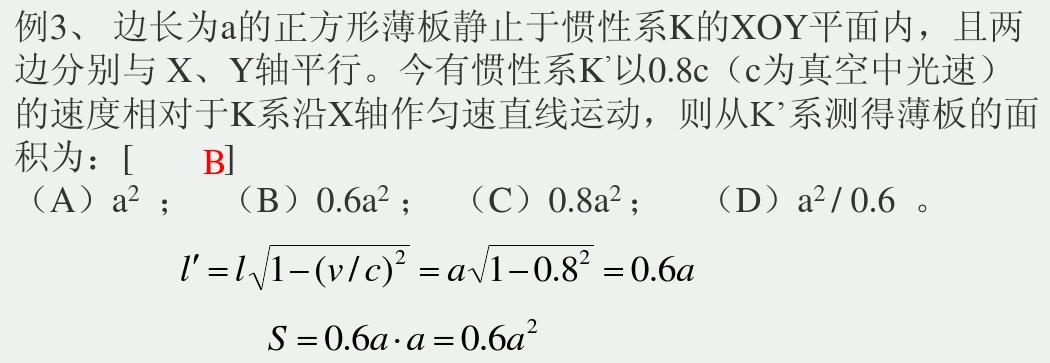 例3、 边长为a的正方形薄板静止于惯性系K的XOY平面内，且两
边分别与 X、Y轴平行。今有惯性系K’以0.8c（c为真空中光速）
的速度相对于K系沿X轴作匀速直线运动，则从K’系测得薄板的面
积为：[ B]
（A）a² ； （B）0.6a²； （C）0.8a²； （D）a²/ 0.6 。
l′ = l√(1−(v/c)²) = a√(1−0.8²) = 0.6a
S = 0.6a·a = 0.6a²